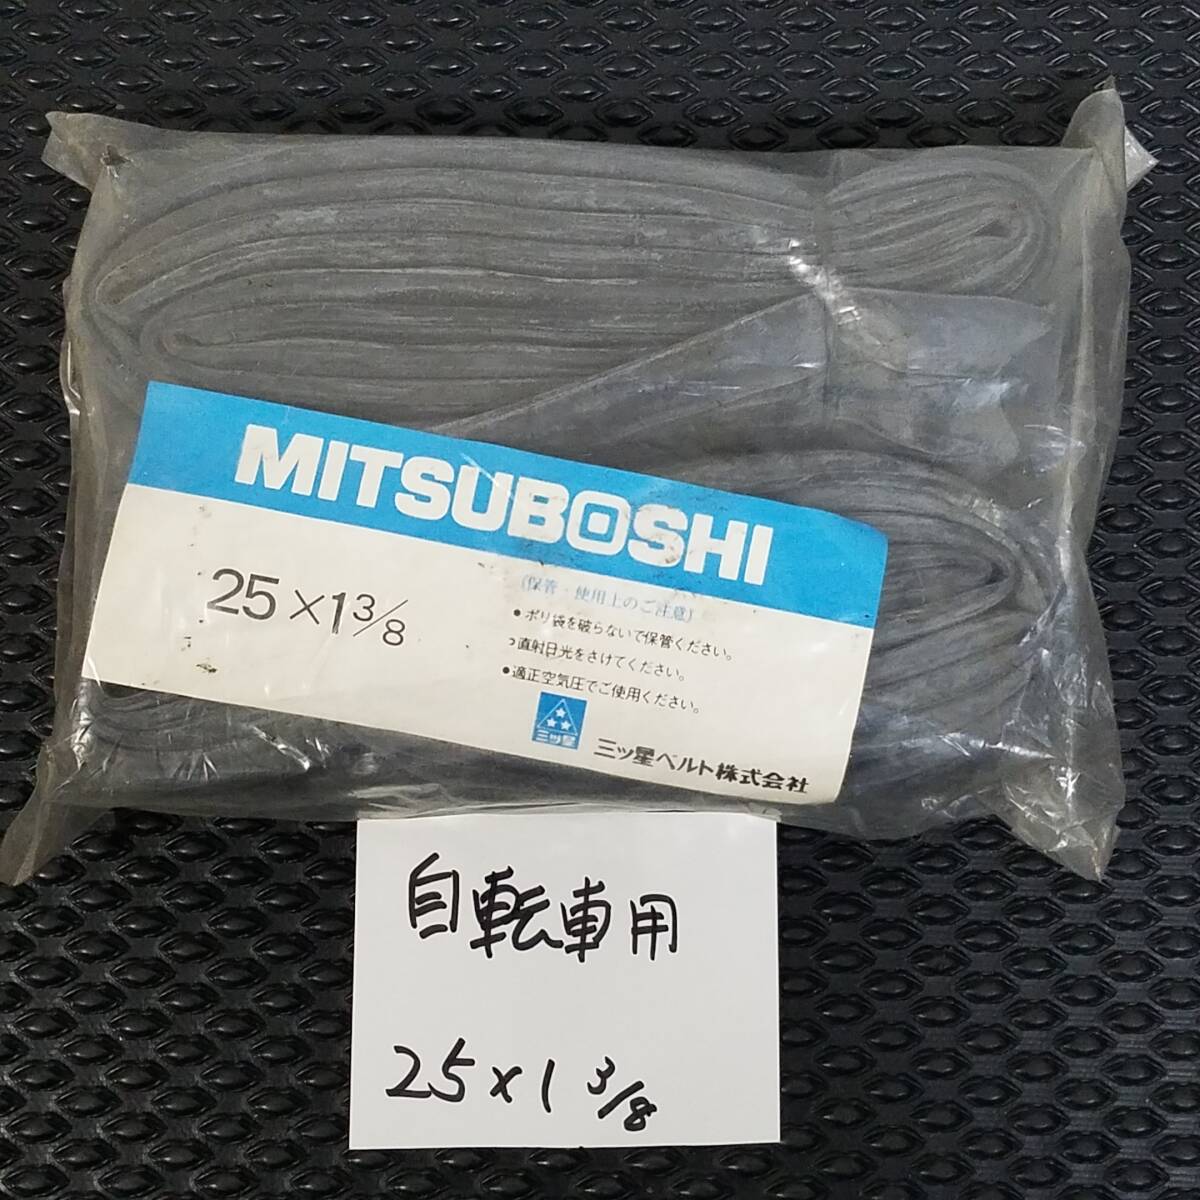 MITSUBOSHI
25×1 3/8
(保管・使用上のご注意)
●ポリ袋を破らないで保管ください。
●直射日光をさけてください。
●適正空気圧でご使用ください。
三ッ星
三ッ星ベルト株式会社
自転車用
25×1 3/8